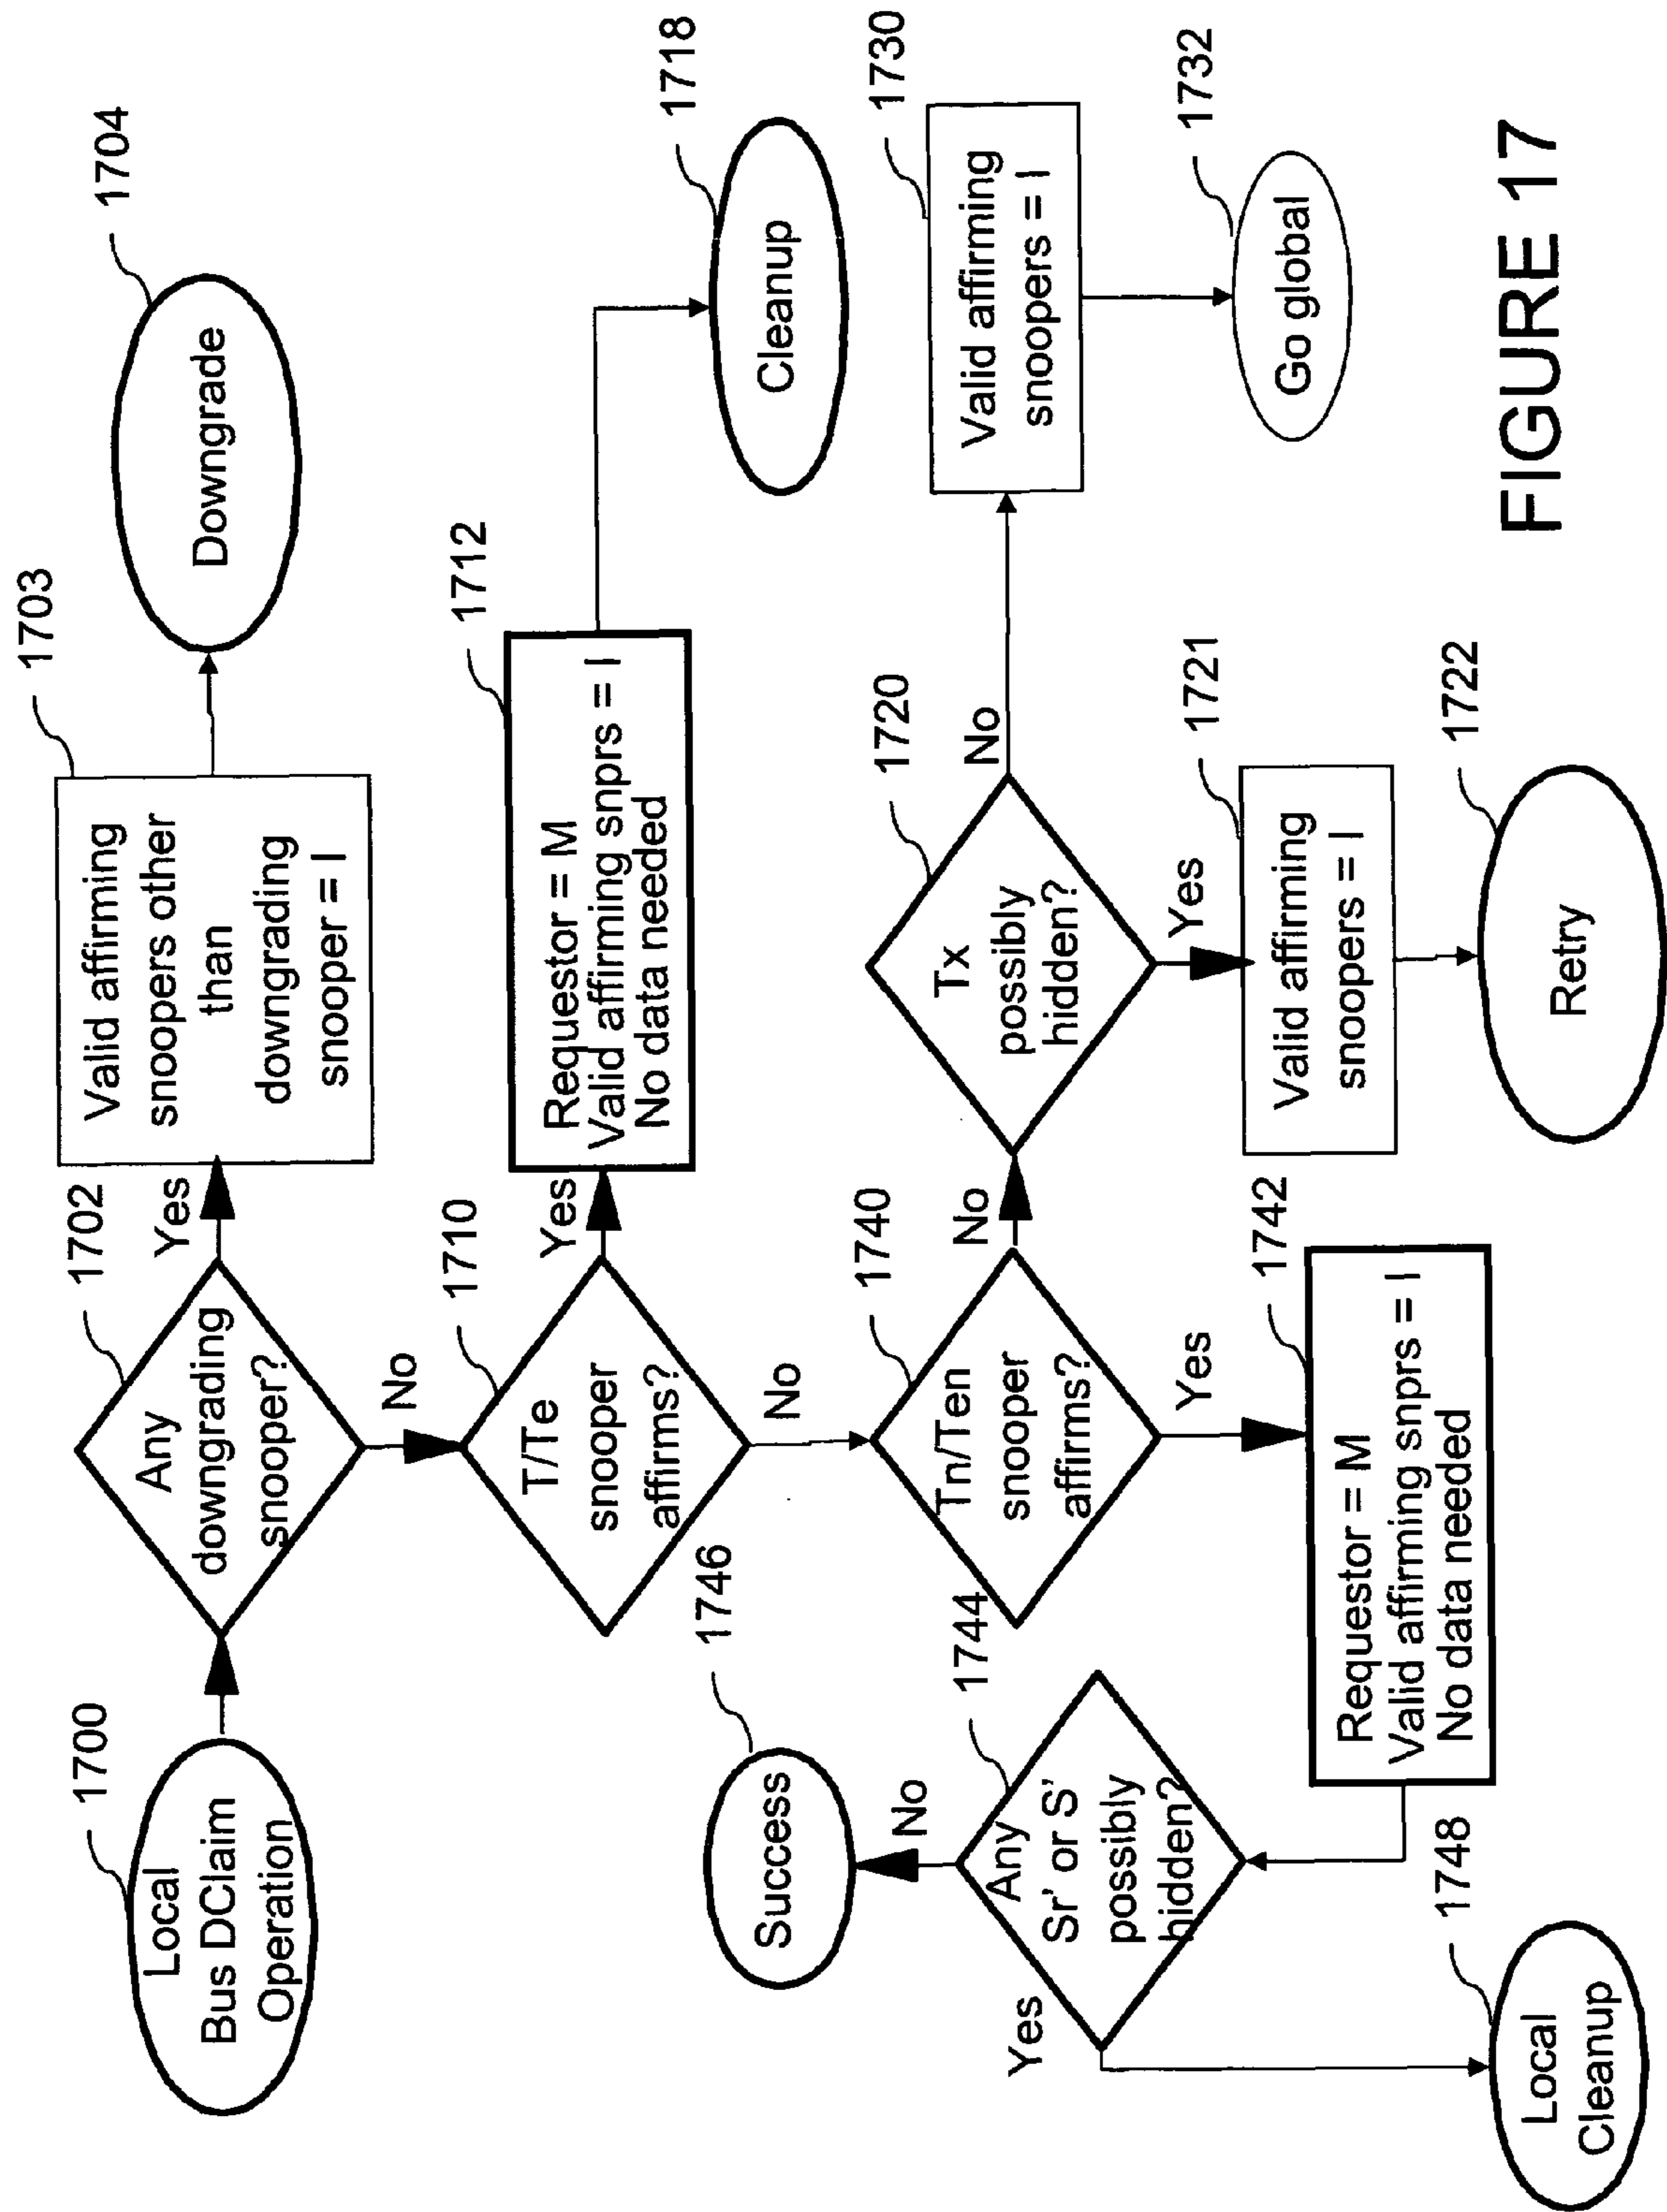 1700
Local
Bus DClaim
Operation
1702
Any
downgrading
snooper?
Yes
No
1703
Valid affirming
snoopers other
than
downgrading
snooper = I
1704
Downgrade
1710
T/Te
snooper
affirms?
Yes
No
1712
Requestor = M
Valid affirming snprs = I
No data needed
1718
Cleanup
1740
Tn/Ten
snooper
affirms?
No
Yes
1720
Tx
possibly
hidden?
No
Yes
1730
Valid affirming
snoopers = I
1732
Go global
1721
Valid affirming
snoopers = I
1722
Retry
1742
Requestor = M
Valid affirming snprs = I
No data needed
1744
Any
Sr' or S'
possibly
hidden?
No
Yes
1746
Success
1748
Local
Cleanup
FIGURE 17